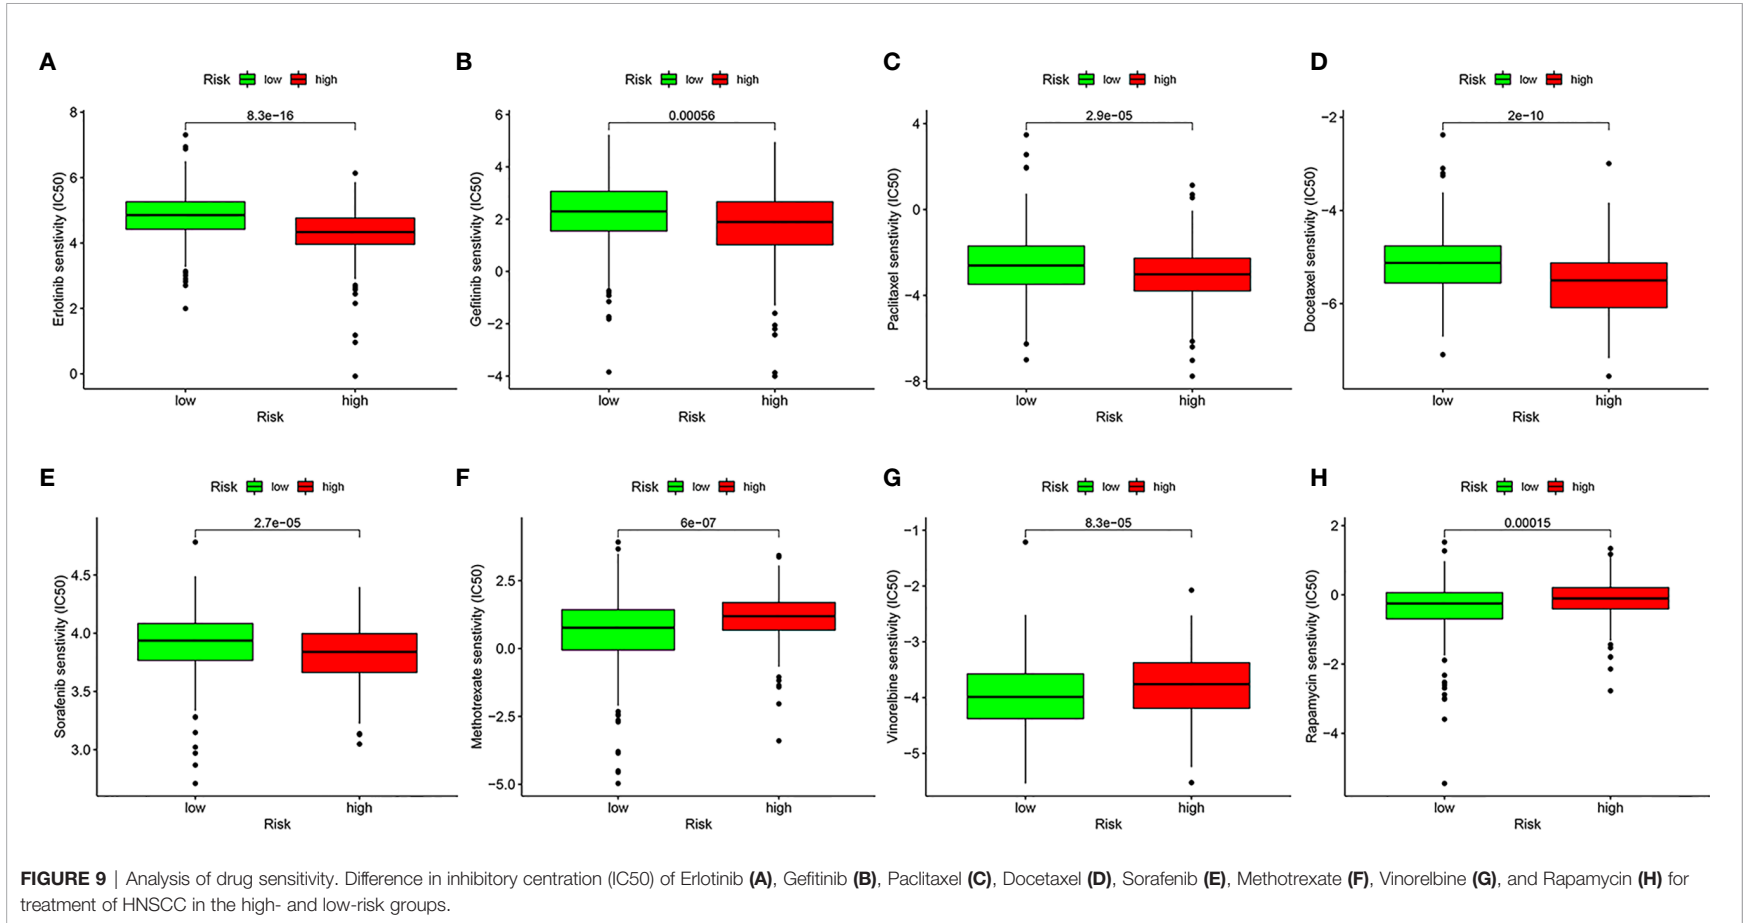 A
Risk low high
8.3e−16
Erlotinib senstivity (IC50)
8
6
4
2
0
low high
Risk
B
Risk low high
0.00056
Gefitinib senstivity (IC50)
6
4
2
0
−2
−4
low high
Risk
C
Risk low high
2.9e−05
Paclitaxel senstivity (IC50)
4
0
−4
−8
low high
Risk
D
Risk low high
2e−10
Docetaxel senstivity (IC50)
−2
−4
−6
low high
Risk
E
Risk low high
2.7e−05
Sorafenib senstivity (IC50)
4.5
4.0
3.5
3.0
low high
Risk
F
Risk low high
6e−07
Methotrexate senstivity (IC50)
2.5
0.0
−2.5
−5.0
low high
Risk
G
Risk low high
8.3e−05
Vinorelbine senstivity (IC50)
−1
−2
−3
−4
−5
low high
Risk
H
Risk low high
0.00015
Rapamycin senstivity (IC50)
2
0
−2
−4
low high
Risk
FIGURE 9 | Analysis of drug sensitivity. Difference in inhibitory centration (IC50) of Erlotinib (A), Gefitinib (B), Paclitaxel (C), Docetaxel (D), Sorafenib (E), Methotrexate (F), Vinorelbine (G), and Rapamycin (H) for
treatment of HNSCC in the high- and low-risk groups.